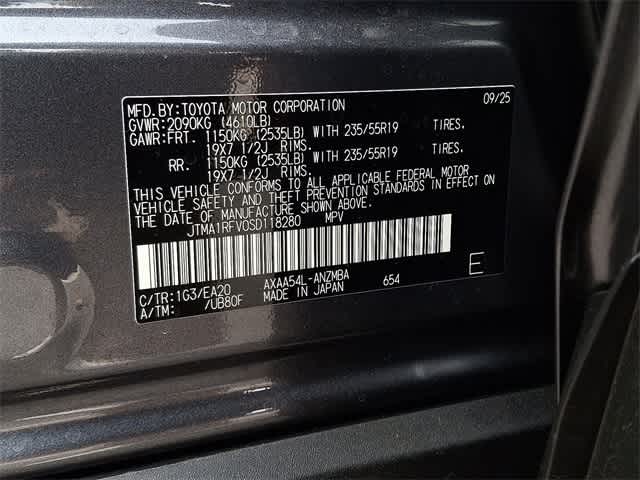 MFD.BY:TOYOTA MOTOR CORPORATION 09/25
GVWR:2090KG (4610LB)
GAWR:FRT. 1150KG (2535LB) WITH 235/55R19 TIRES.
19X7 1/2J RIMS.
RR. 1150KG (2535LB) WITH 235/55R19 TIRES.
19X7 1/2J RIMS.
THIS VEHICLE CONFORMS TO ALL APPLICABLE FEDERAL MOTOR
VEHICLE SAFETY AND THEFT PREVENTION STANDARDS IN EFFECT ON
THE DATE OF MANUFACTURE SHOWN ABOVE.
JTMA1RFV0SD118280 MPV
C/TR:1G3/EA20 AXAA54L-ANZMBA 654 E
A/TM: /UB80F MADE IN JAPAN